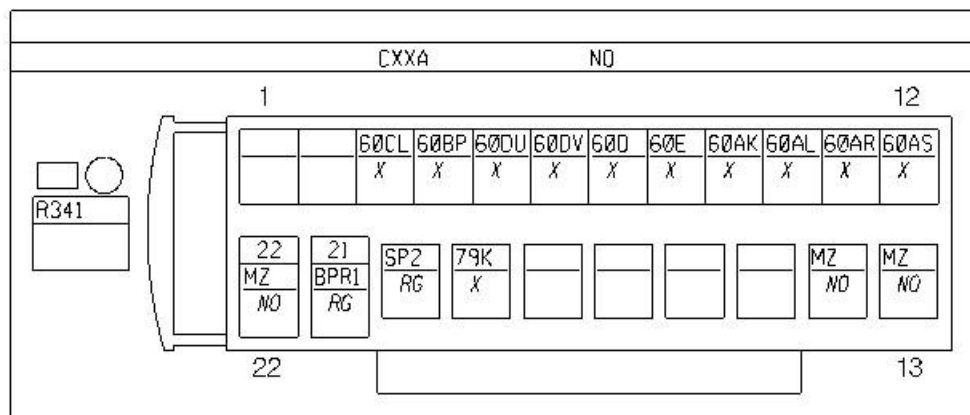 CXXA NO
1 12
60CL 60BP 60DU 60DV 60D 60E 60AK 60AL 60AR 60AS
X X X X X X X X X X
R341
22 21 SP2 79K MZ MZ
MZ BPR1 RG X NO NO
NO RG
22 13